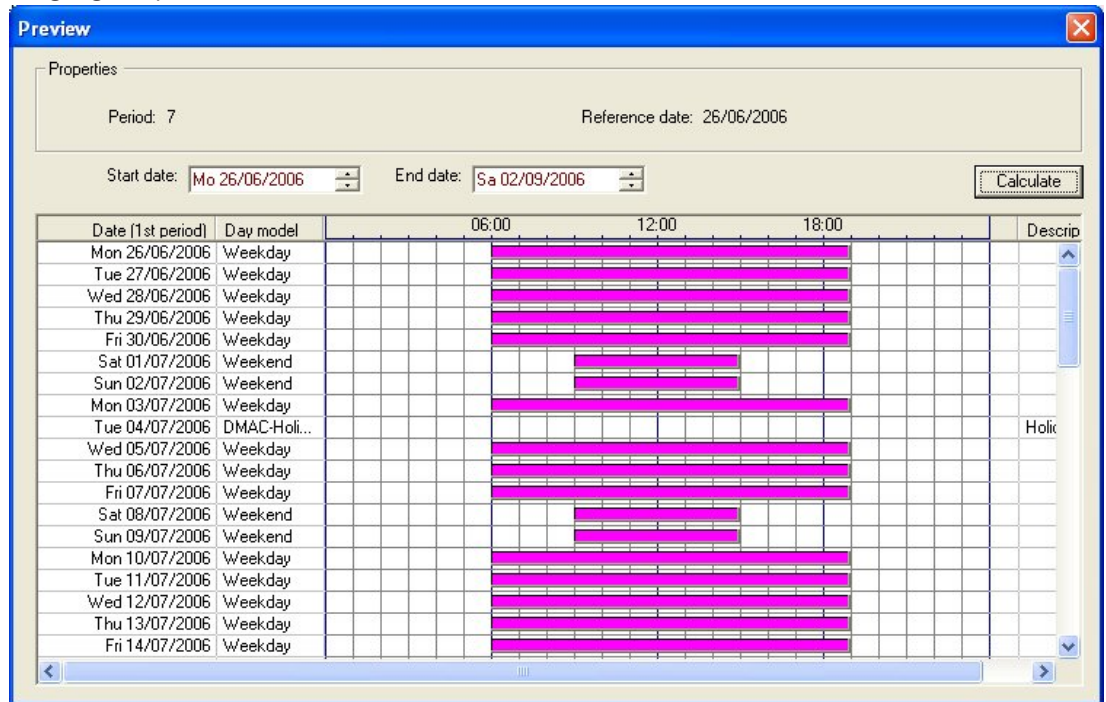 Preview
Properties
Period: 7 Reference date: 26/06/2006
Start date: Mo 26/06/2006 End date: Sa 02/09/2006 Calculate
Date (1st period) Day model 06:00 12:00 18:00 Descrip
Mon 26/06/2006 Weekday
Tue 27/06/2006 Weekday
Wed 28/06/2006 Weekday
Thu 29/06/2006 Weekday
Fri 30/06/2006 Weekday
Sat 01/07/2006 Weekend
Sun 02/07/2006 Weekend
Mon 03/07/2006 Weekday
Tue 04/07/2006 DMAC-Holi... Holic
Wed 05/07/2006 Weekday
Thu 06/07/2006 Weekday
Fri 07/07/2006 Weekday
Sat 08/07/2006 Weekend
Sun 09/07/2006 Weekend
Mon 10/07/2006 Weekday
Tue 11/07/2006 Weekday
Wed 12/07/2006 Weekday
Thu 13/07/2006 Weekday
Fri 14/07/2006 Weekday